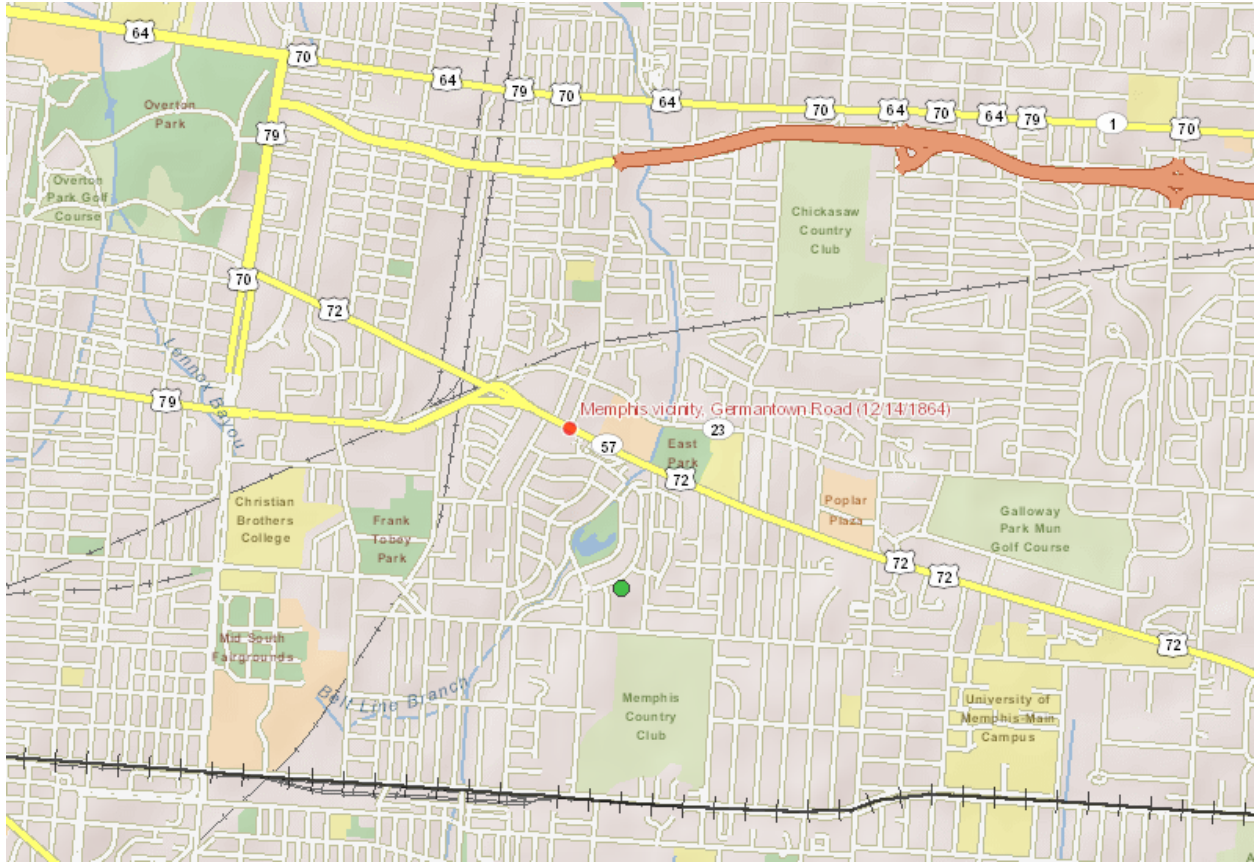 64
70
64
79
70
64
70
64
70
64
79
1
70
Overton
Park
79
Overton
Park Golf
Course
Chickasaw
Country
Club
70
72
Lennox Bayou
79
Memphis vicinity, Germantown Road (12/14/1864)
23
57
East
Park
72
Christian
Brothers
College
Frank
Tobey
Park
Poplar
Plaza
Galloway
Park Mun
Golf Course
72
72
Mid South
Fairgrounds
72
Belt Line Branch
Memphis
Country
Club
University of
Memphis-Main
Campus